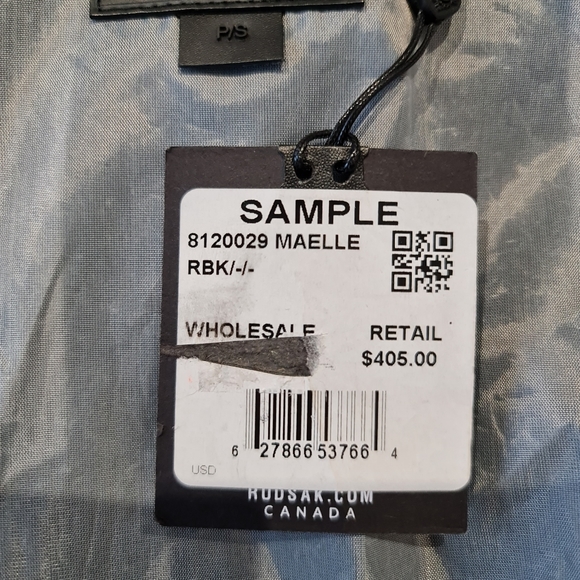 P/S
SAMPLE
8120029 MAELLE
RBK/-/-
WHOLESALE RETAIL
$405.00
6 27866 53766 4
USD
RUDSAK.COM
CANADA